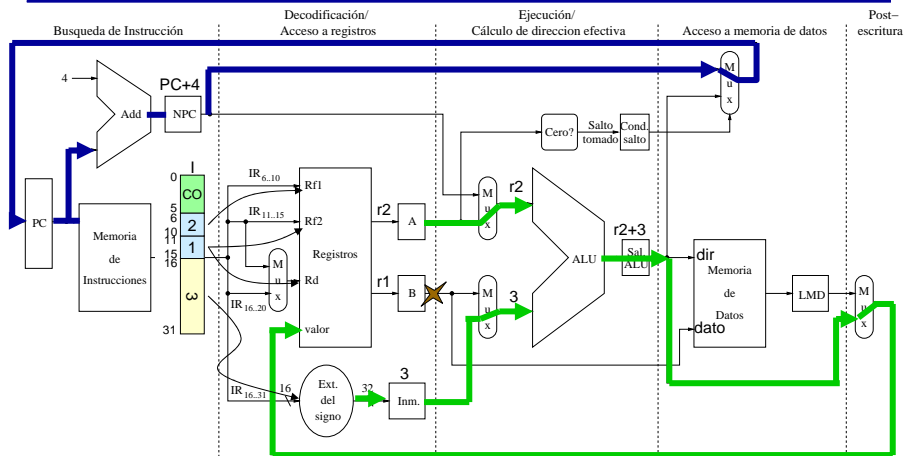 Decodificación/
Acceso a registros
Ejecución/
Cálculo de direccion efectiva
Busqueda de Instrucción
Acceso a memoria de datos
Post–
escritura
4
PC+4
Add
NPC
M
u
x
Cero?
Salto
tomado
Cond.
salto
I
0
CO
5
6
2
10
11
1
15
16
3
31
PC
Memoria
de
Instrucciones
IR6..10
IR11..15
IR16..20
IR16..31
M
u
x
Rf1
Rf2
Registros
Rd
valor
r2
A
r1
B
M
u
x
r2
M
u
x
3
ALU
r2+3
Sal
ALU
dir
Memoria
de
Datos
dato
LMD
M
u
x
16
Ext.
del
signo
32
3
Inm.